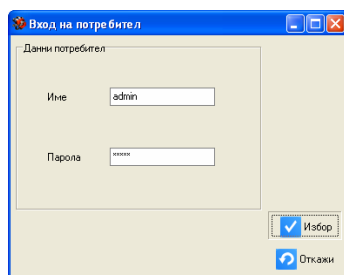 Вход на потребител
Данни потребител
Име
admin
Парола
*****
Избор
Откажи